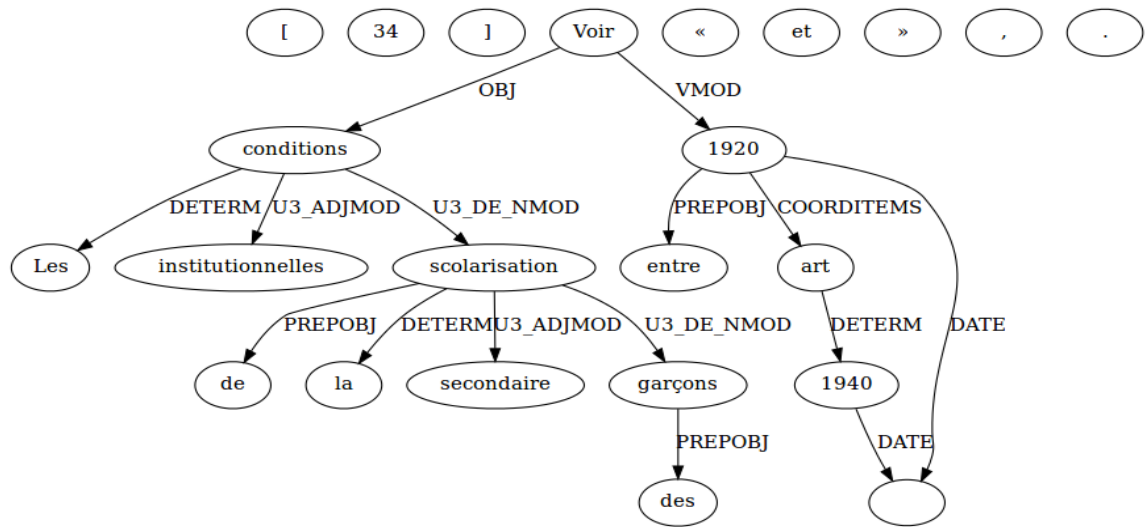 [ 34 ] Voir « et » , .
OBJ VMOD
conditions 1920
DETERM U3_ADJMOD U3_DE_NMOD PREPOBJ COORDITEMS
Les institutionnelles scolarisation entre art
PREPOBJ DETERM U3_ADJMOD U3_DE_NMOD DETERM DATE
de la secondaire garçons 1940
PREPOBJ DATE
des